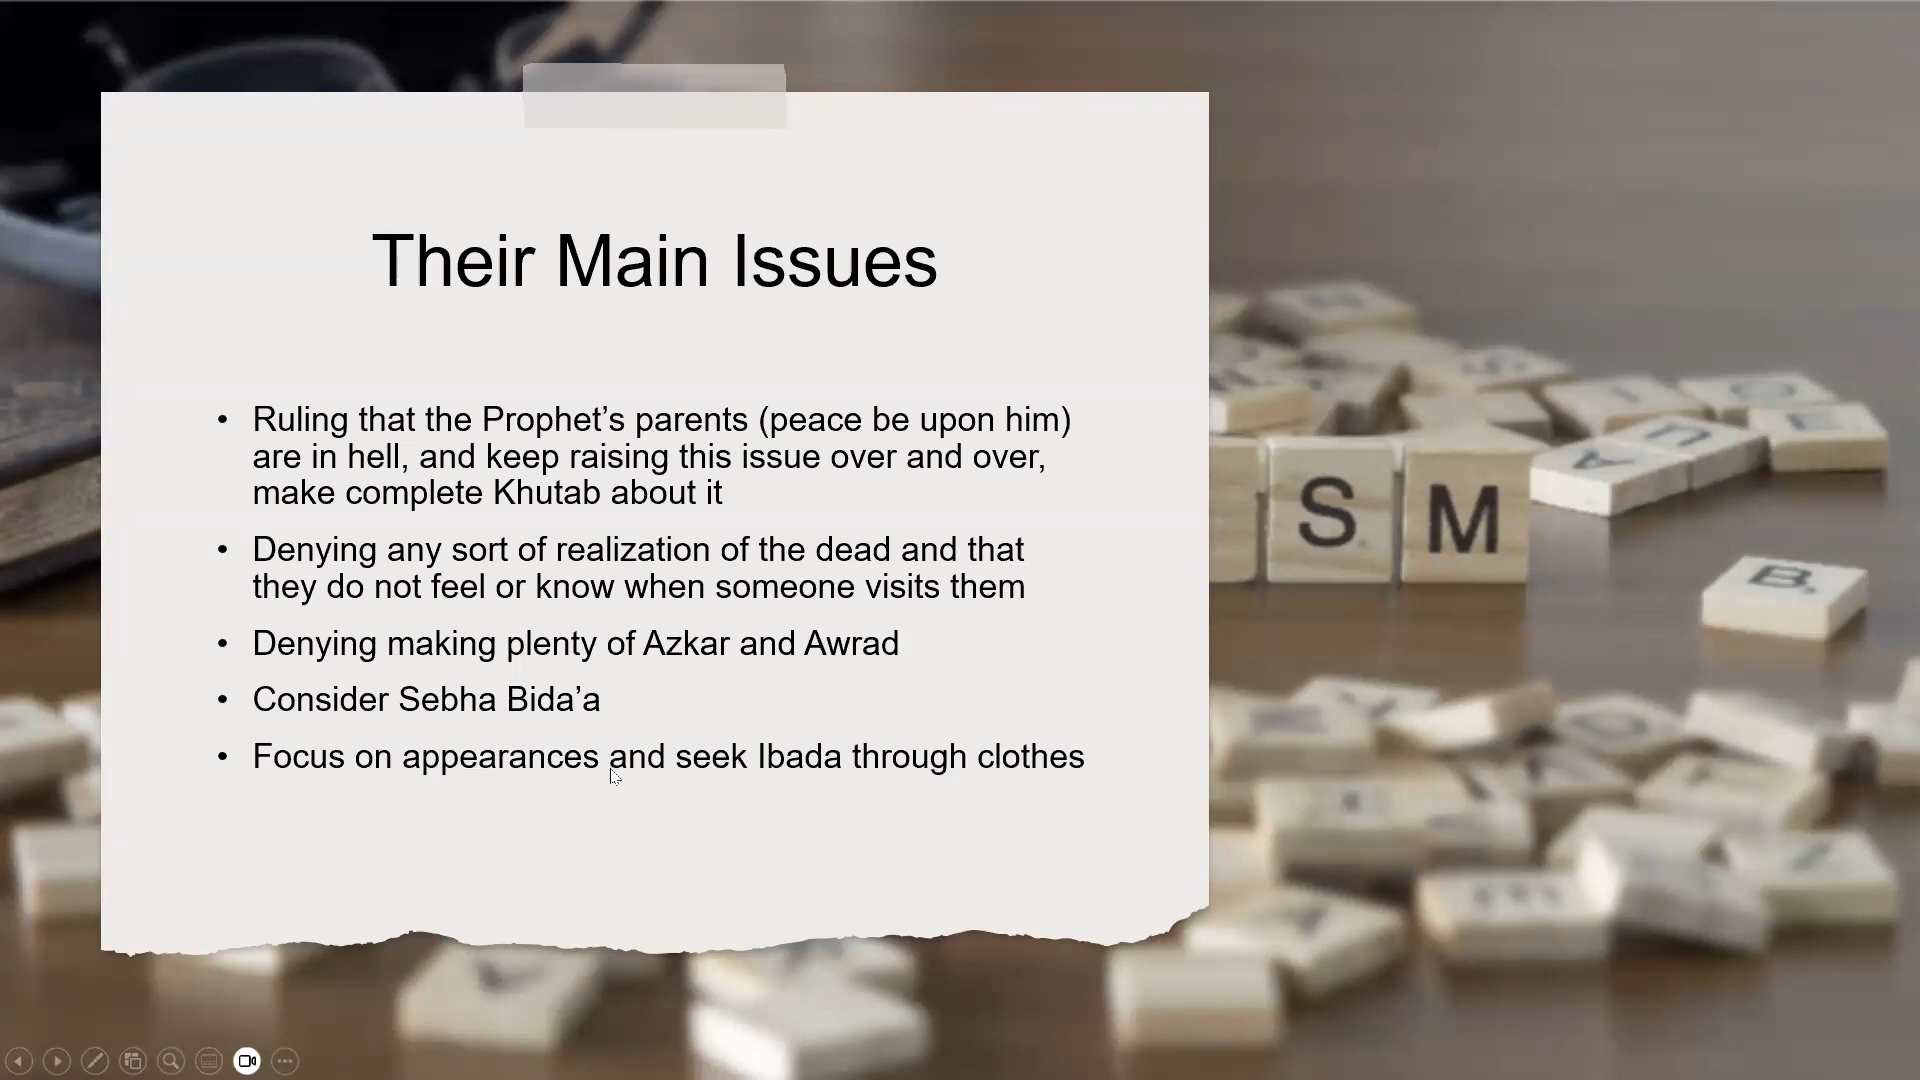 Their Main Issues
• Ruling that the Prophet’s parents (peace be upon him)
are in hell, and keep raising this issue over and over,
make complete Khutab about it
• Denying any sort of realization of the dead and that
they do not feel or know when someone visits them
• Denying making plenty of Azkar and Awrad
• Consider Sebha Bida’a
• Focus on appearances and seek Ibada through clothes
S M
B